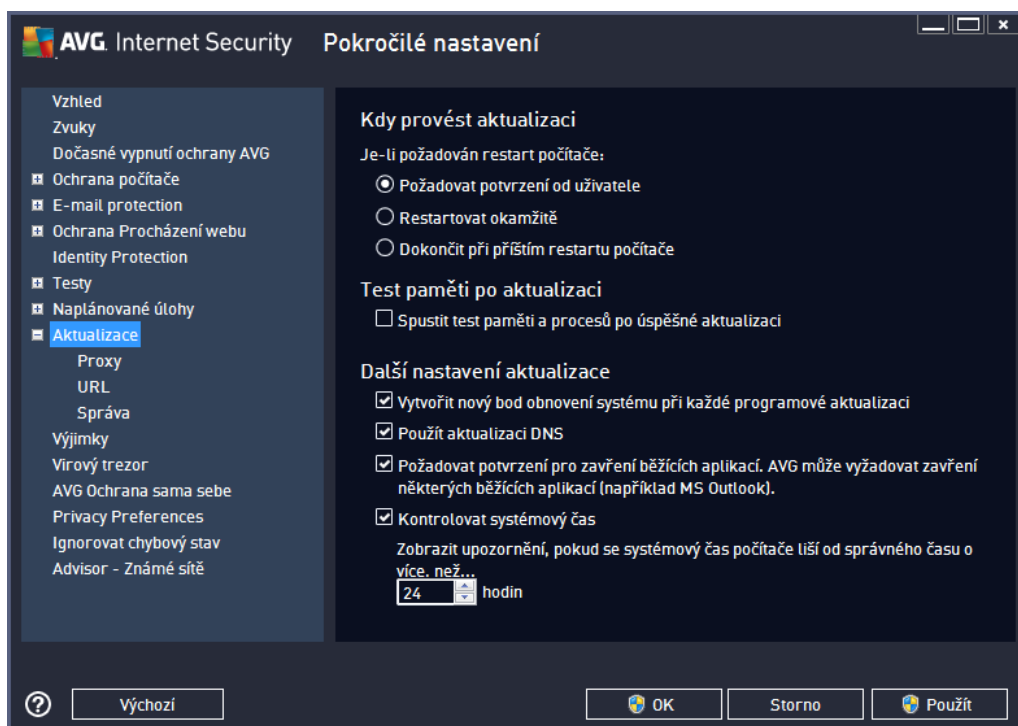 AVG. Internet Security
Pokročilé nastavení
Vzhled
Zvuky
Dočasné vypnutí ochrany AVG
Ochrana počítače
E-mail protection
Ochrana Procházení webu
Identity Protection
Testy
Naplánované úlohy
Aktualizace
Proxy
URL
Správa
Výjimky
Virový trezor
AVG Ochrana sama sebe
Privacy Preferences
Ignorovat chybový stav
Advisor - Známé sítě
Kdy provést aktualizaci
Je-li požadován restart počítače:
Požadovat potvrzení od uživatele
Restartovat okamžitě
Dokončit při příštím restartu počítače
Test paměti po aktualizaci
Spustit test paměti a procesů po úspěšné aktualizaci
Další nastavení aktualizace
Vytvořit nový bod obnovení systému při každé programové aktualizaci
Použít aktualizaci DNS
Požadovat potvrzení pro zavření běžících aplikací. AVG může vyžadovat zavření
některých běžících aplikací (například MS Outlook).
Kontrolovat systémový čas
Zobrazit upozornění, pokud se systémový čas počítače liší od správného času o
více. než...
24 hodin
Výchozí
OK
Storno
Použít